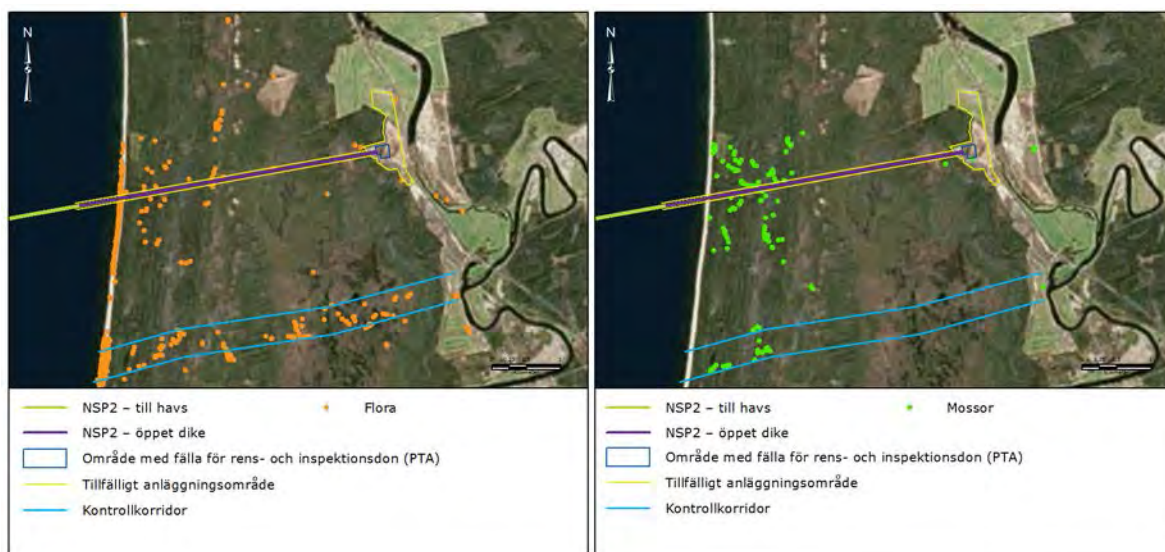 N
NSP2 – till havs
Flora
NSP2 – öppet dike
Område med fälla för rens- och inspektionsdon (PTA)
Tillfälligt anläggningsområde
Kontrollkorridor
N
NSP2 – till havs
Mossor
NSP2 – öppet dike
Område med fälla för rens- och inspektionsdon (PTA)
Tillfälligt anläggningsområde
Kontrollkorridor